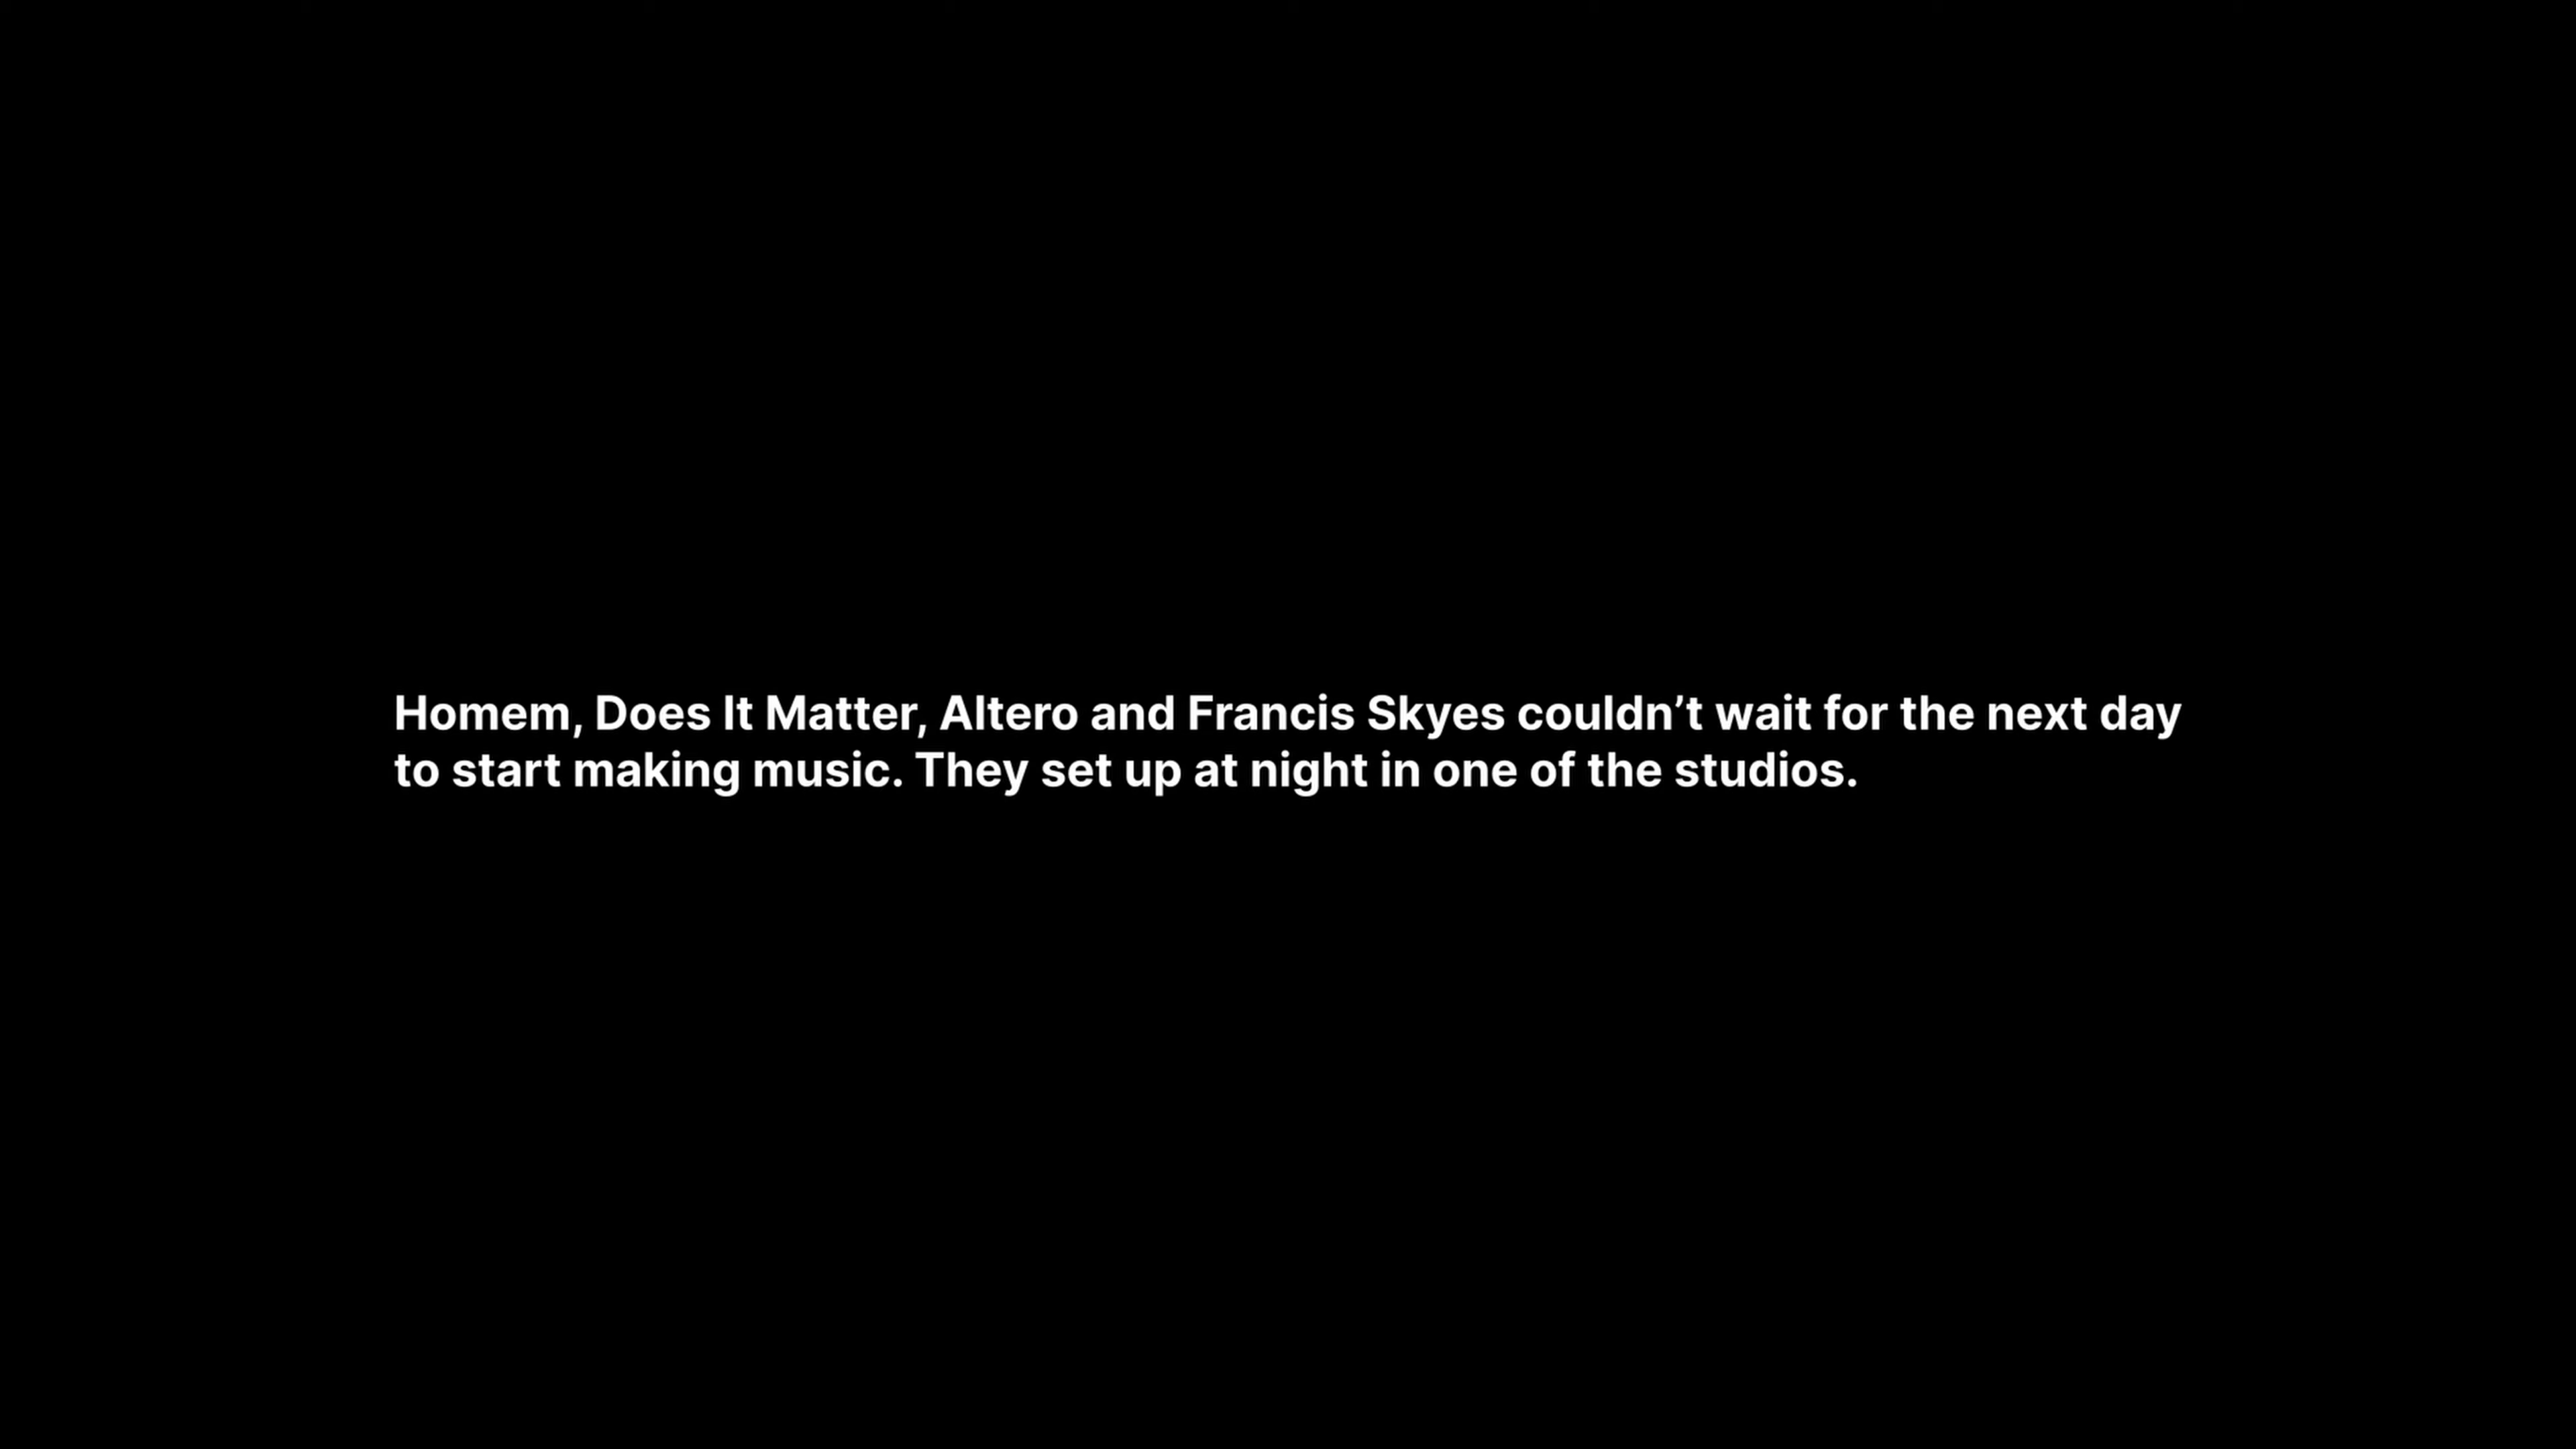 Homem, Does It Matter, Altero and Francis Skyes couldn’t wait for the next day
to start making music. They set up at night in one of the studios.